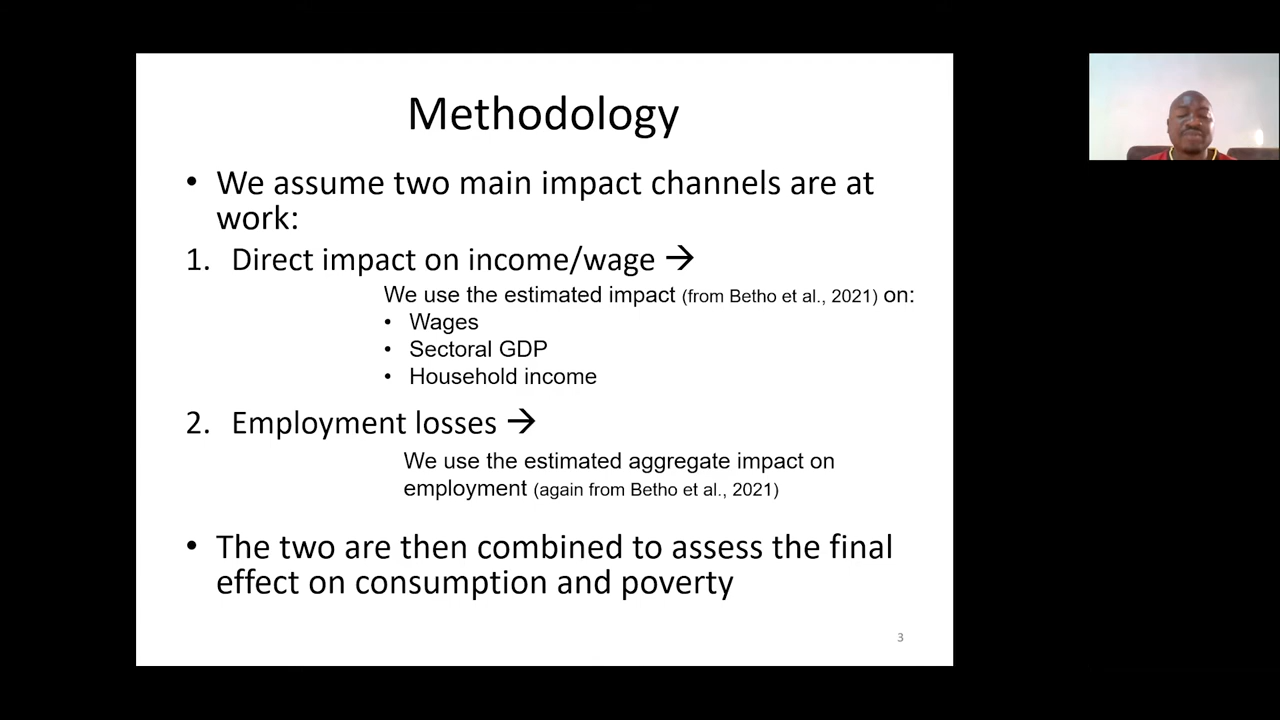 Methodology
• We assume two main impact channels are at
work:
1. Direct impact on income/wage →
We use the estimated impact (from Betho et al., 2021) on:
• Wages
• Sectoral GDP
• Household income
2. Employment losses →
We use the estimated aggregate impact on
employment (again from Betho et al., 2021)
• The two are then combined to assess the final
effect on consumption and poverty
3